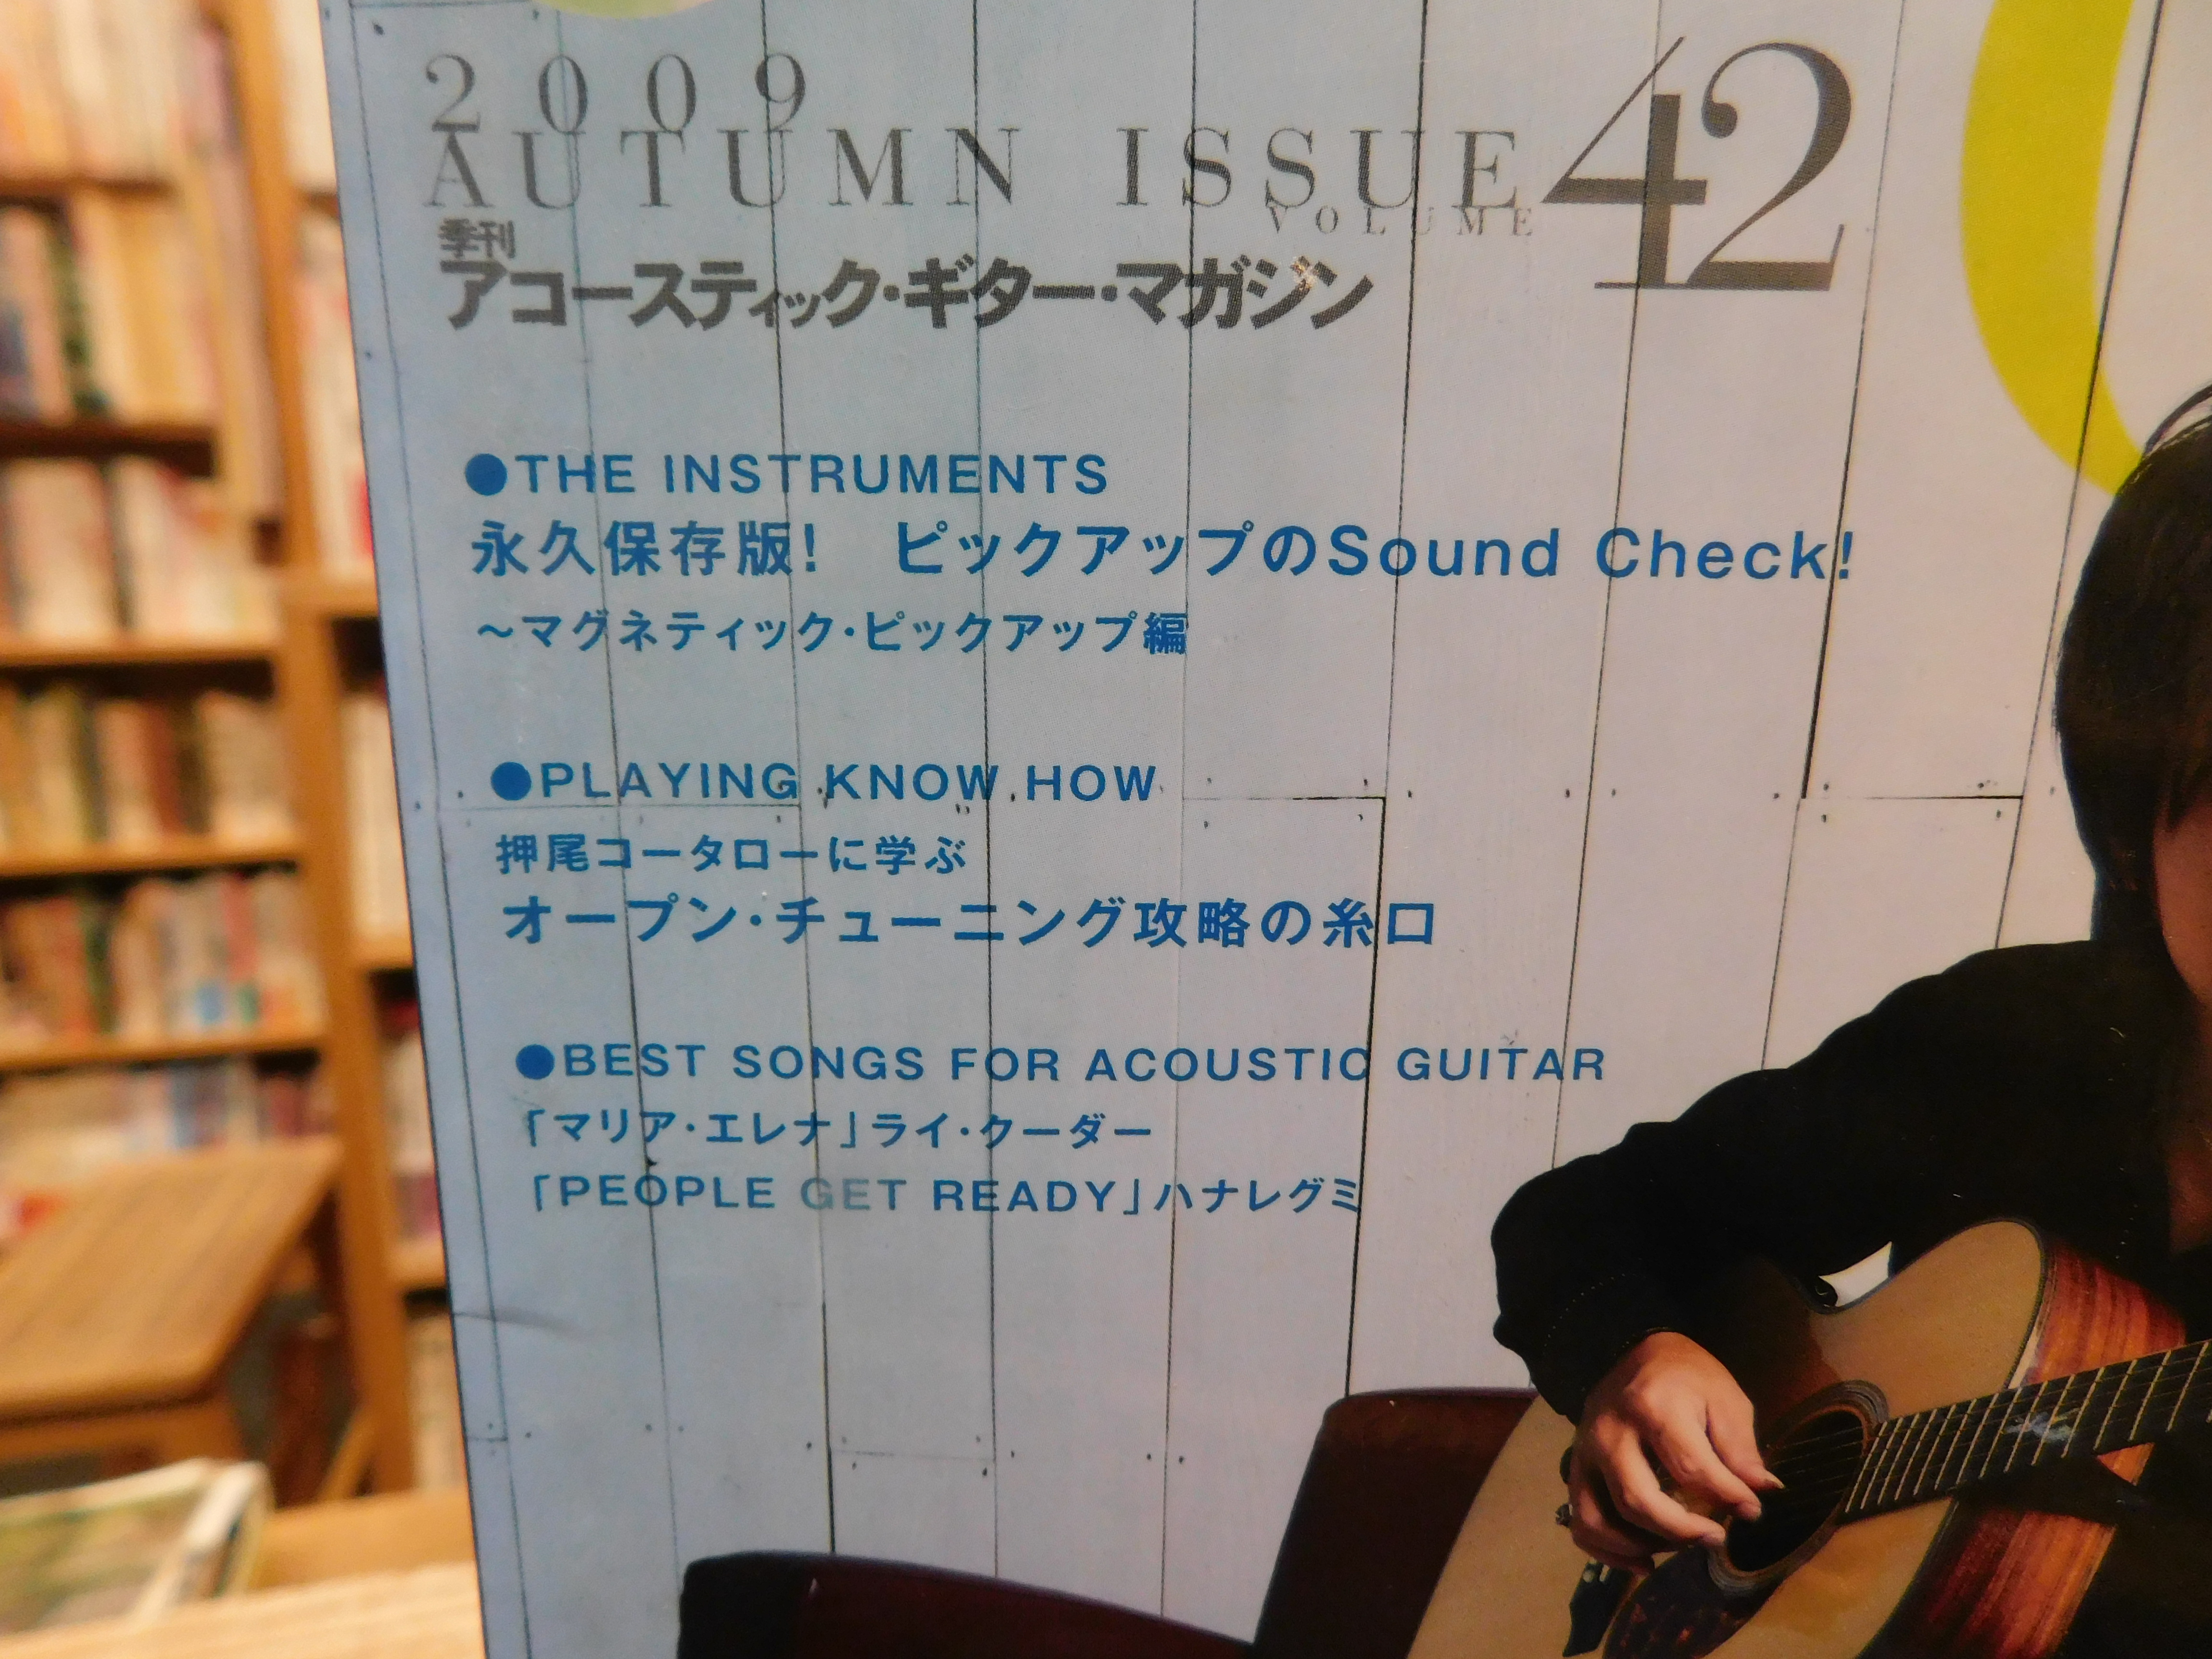 2009
AUTUMN ISSUE
VOLUME 42
季刊
アコースティック・ギター・マガジン
●THE INSTRUMENTS
永久保存版!　ピックアップのSound Check!
～マグネティック・ピックアップ編
●PLAYING KNOW HOW
押尾コータローに学ぶ
オープン・チューニング攻略の糸口
●BEST SONGS FOR ACOUSTIC GUITAR
「マリア・エレナ」ライ・クーダー
「PEOPLE GET READY」ハナレグミ